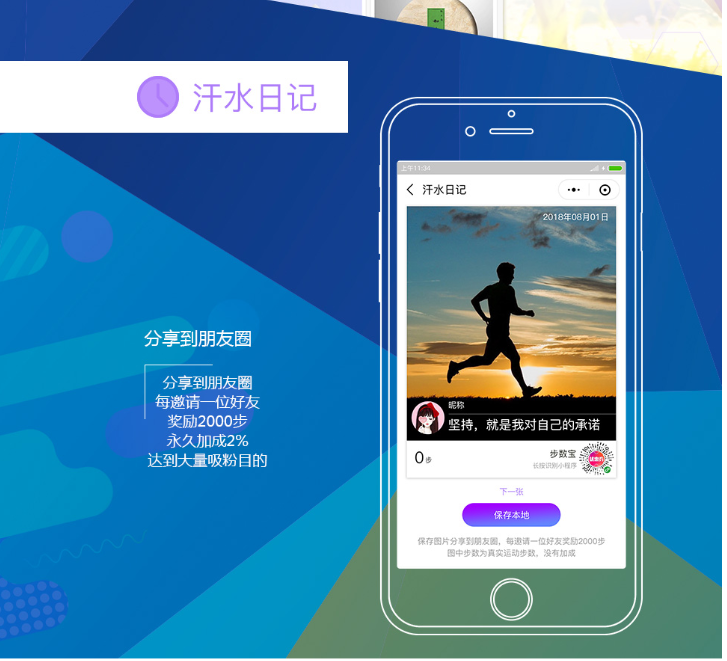 汗水日记
上午11:34
汗水日记
2018年08月01日
分享到朋友圈
分享到朋友圈
每邀请一位好友
奖励2000步
永久加成2%
达到大量吸粉目的
昵称
坚持，就是我对自己的承诺
0步
步数宝
长按识别小程序
下一张
保存本地
保存图片分享到朋友圈，每邀请一位好友奖励2000步
图中步数为真实运动步数，没有加成